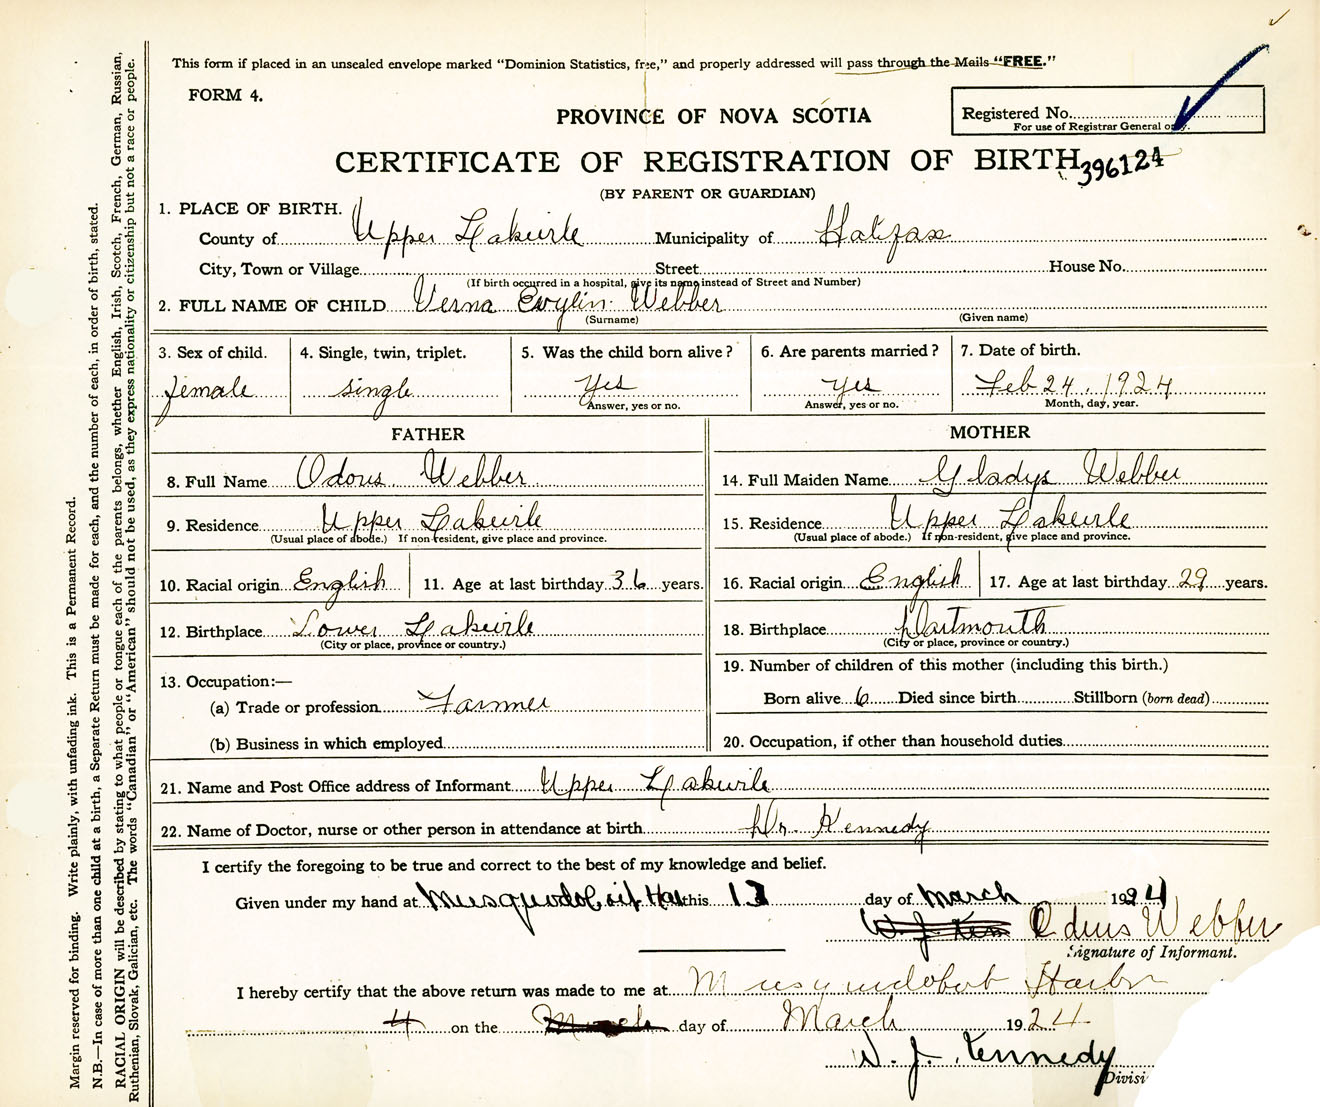 This form if placed in an unsealed envelope marked "Dominion Statistics, free," and properly addressed will pass through the Mails "FREE."
FORM 4.
PROVINCE OF NOVA SCOTIA
Registered No.
For use of Registrar General only.
CERTIFICATE OF REGISTRATION OF BIRTH
396124
(BY PARENT OR GUARDIAN)
1. PLACE OF BIRTH.
County of Upper Lakeville Municipality of Halifax
City, Town or Village Street House No.
(If birth occurred in a hospital, give its name instead of Street and Number)
2. FULL NAME OF CHILD Verna Evylin Webber
(Surname) (Given name)
3. Sex of child. 4. Single, twin, triplet. 5. Was the child born alive? 6. Are parents married? 7. Date of birth.
female single Yes Yes Feb 24, 1924
Answer, yes or no. Answer, yes or no. Month, day, year.
FATHER MOTHER
8. Full Name Odous Webber 14. Full Maiden Name Gladys Webber
9. Residence Upper Lakevile 15. Residence Upper Lakevile
(Usual place of abode.) If non-resident, give place and province. (Usual place of abode.) If non-resident, give place and province.
10. Racial origin English 11. Age at last birthday 36 years. 16. Racial origin English 17. Age at last birthday 29 years.
12. Birthplace Lower Lakevile 18. Birthplace Dartmouth
(City or place, province or country.) (City or place, province or country.)
19. Number of children of this mother (including this birth.)
13. Occupation:—
(a) Trade or profession Farmer Born alive 6 Died since birth Stillborn (born dead)
(b) Business in which employed 20. Occupation, if other than household duties
21. Name and Post Office address of Informant Upper Lakevile
22. Name of Doctor, nurse or other person in attendance at birth Dr. Kennedy
I certify the foregoing to be true and correct to the best of my knowledge and belief.
Given under my hand at Musquodoboit Har this 13 day of March 1924
W. J. Ken Odius Webber
Signature of Informant.
I hereby certify that the above return was made to me at Musquodobot Harbor
4 on the March day of March 1924
W. J. Kennedy
Divisi
Margin reserved for binding. Write plainly, with unfading ink. This is a Permanent Record.
N.B.—In case of more than one child at a birth, a Separate Return must be made for each, and the number of each, in order of birth, stated.
RACIAL ORIGIN will be described by stating to what people or tongue each of the parents belongs, whether English, Irish, Scotch, French, German, Russian,
Ruthenian, Slovak, Galician, etc. The words "Canadian" or "American" should not be used, as they express nationality or citizenship but not a race or people.